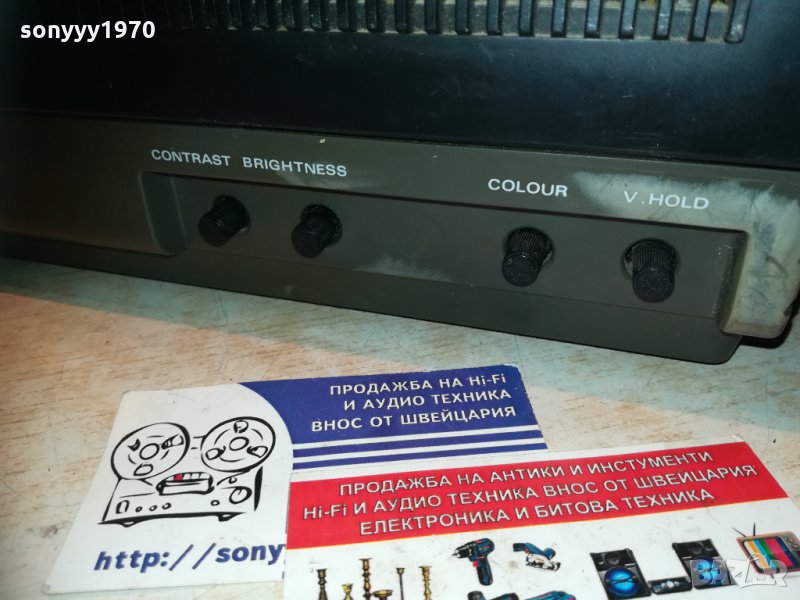 sonyyy1970
CONTRAST BRIGHTNESS
COLOUR
V.HOLD
ПРОДАЖБА НА Hi-Fi
И АУДИО ТЕХНИКА
ВНОС ОТ ШВЕЙЦАРИЯ
http://sony
ПРОДАЖБА НА АНТИКИ И ИНСТУМЕНТИ
Hi-Fi И АУДИО ТЕХНИКА ВНОС ОТ ШВЕЙЦАРИЯ
ЕЛЕКТРОНИКА И БИТОВА ТЕХНИКА
BAZAR